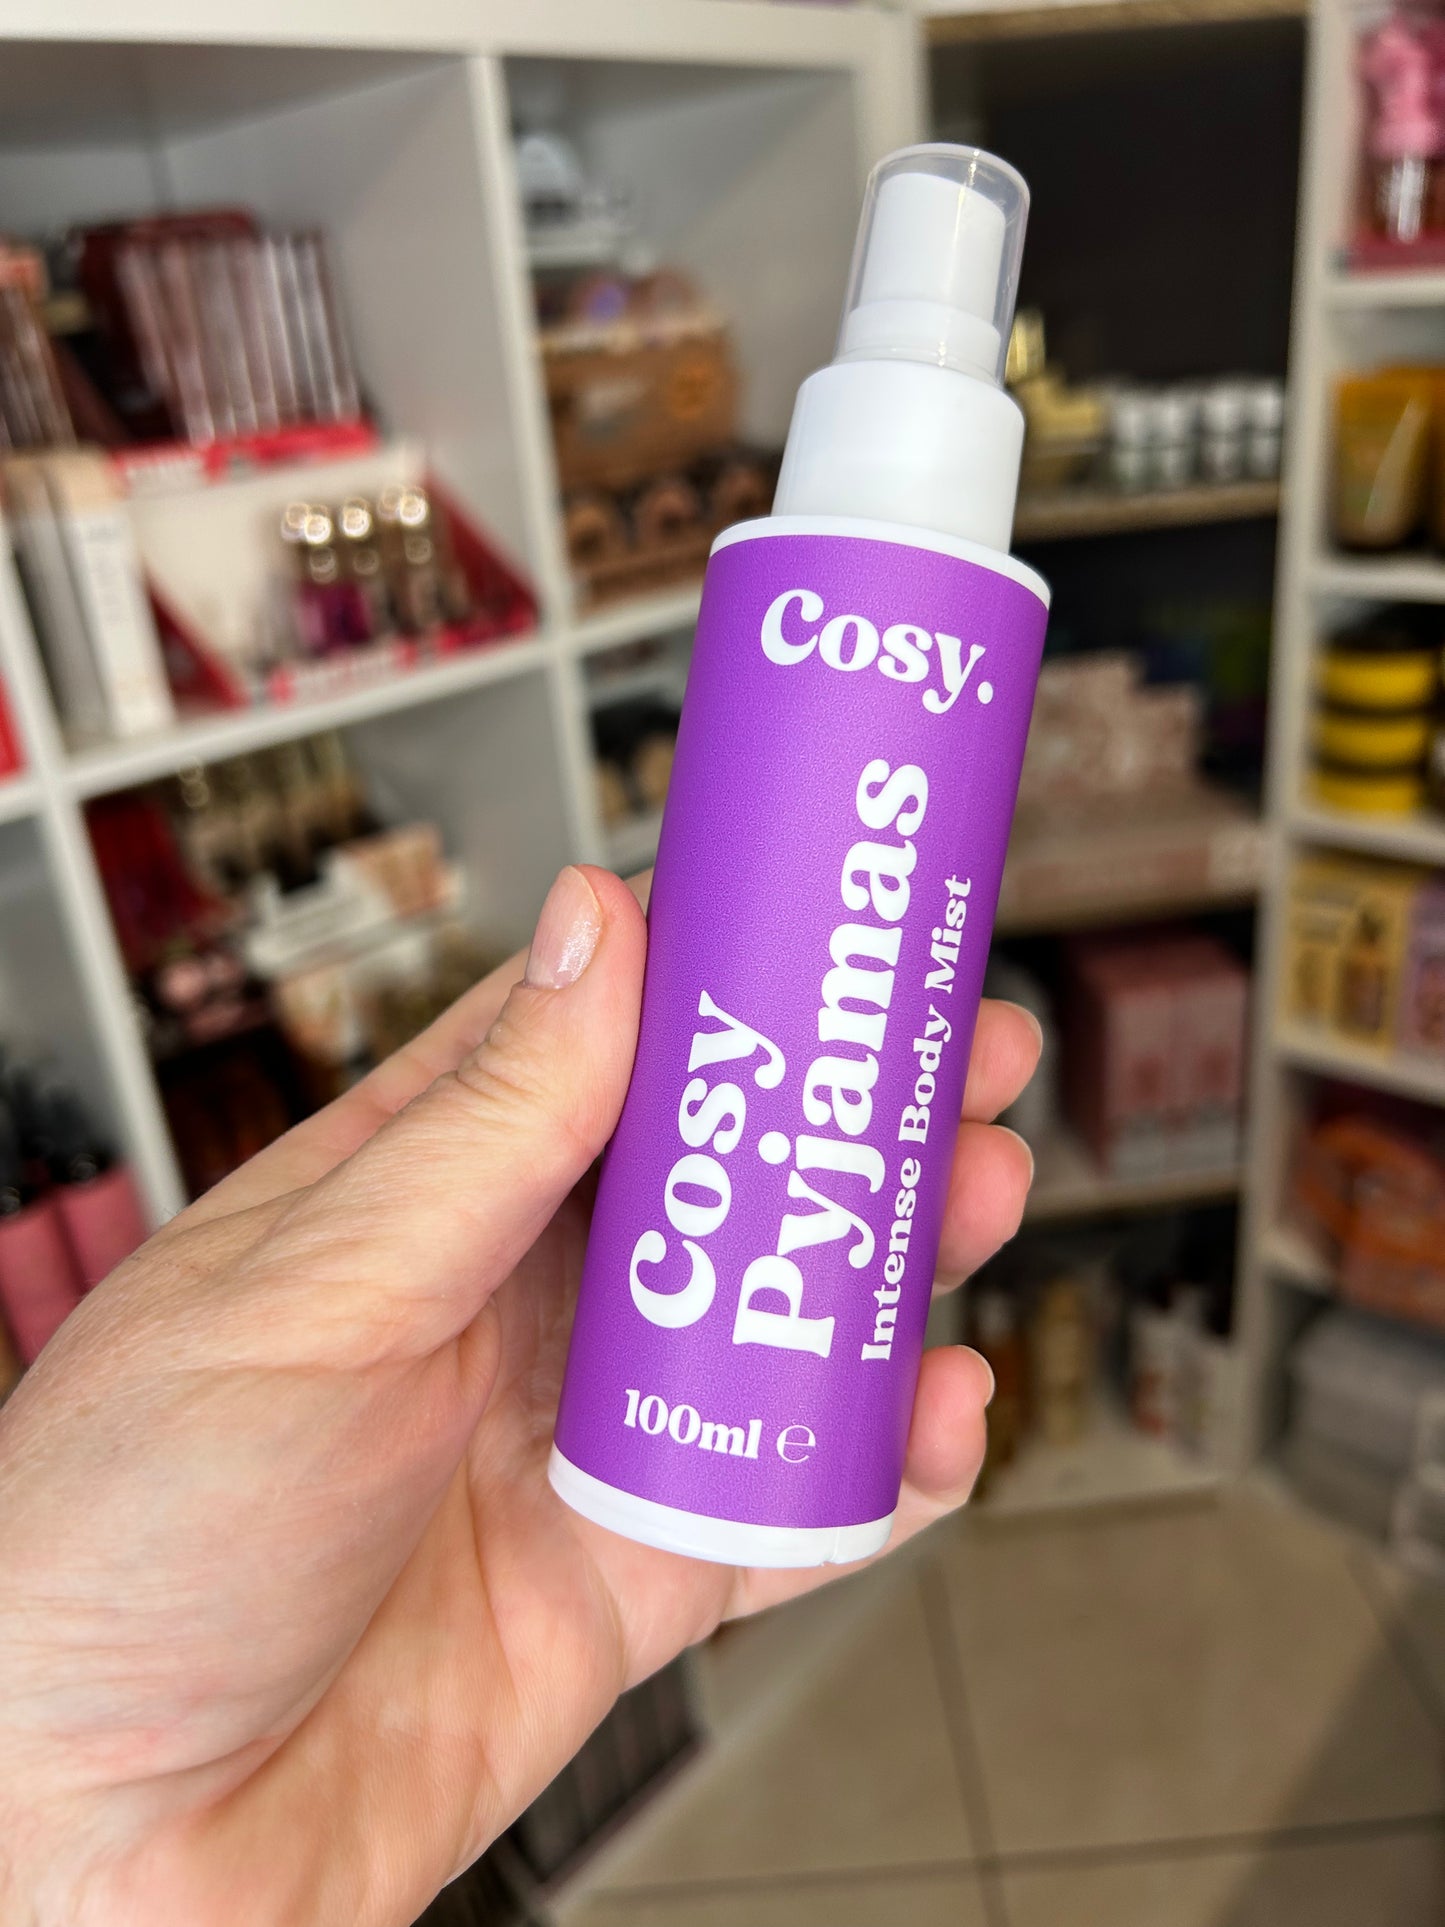 Cosy.
Cosy
Pyjamas
Intense Body Mist
100ml ℮